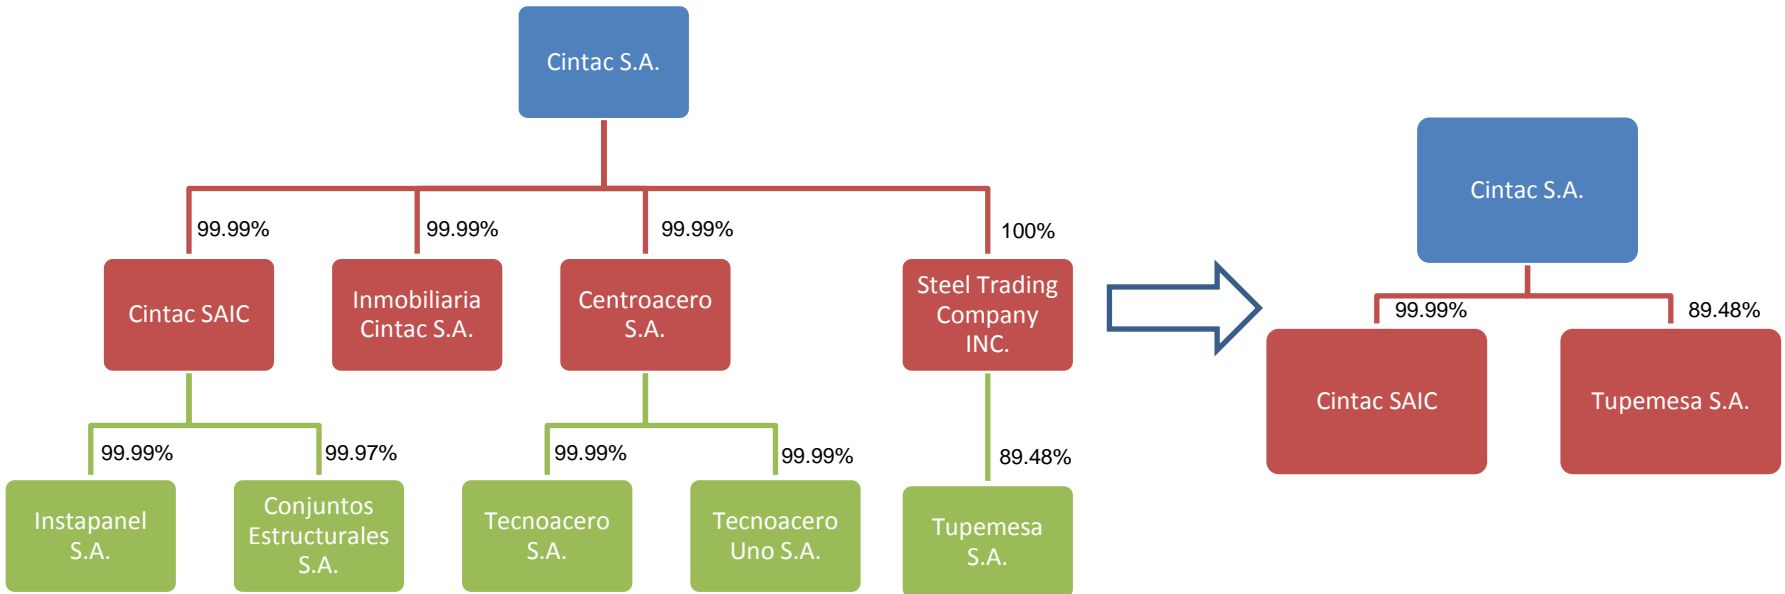 Cintac S.A.
99.99%
99.99%
99.99%
100%
Cintac SAIC
Inmobiliaria
Cintac S.A.
Centroacero
S.A.
Steel Trading
Company
INC.
99.99%
99.97%
99.99%
99.99%
89.48%
Instapanel
S.A.
Conjuntos
Estructurales
S.A.
Tecnoacero
S.A.
Tecnoacero
Uno S.A.
Tupemesa
S.A.
Cintac S.A.
99.99%
89.48%
Cintac SAIC
Tupemesa S.A.